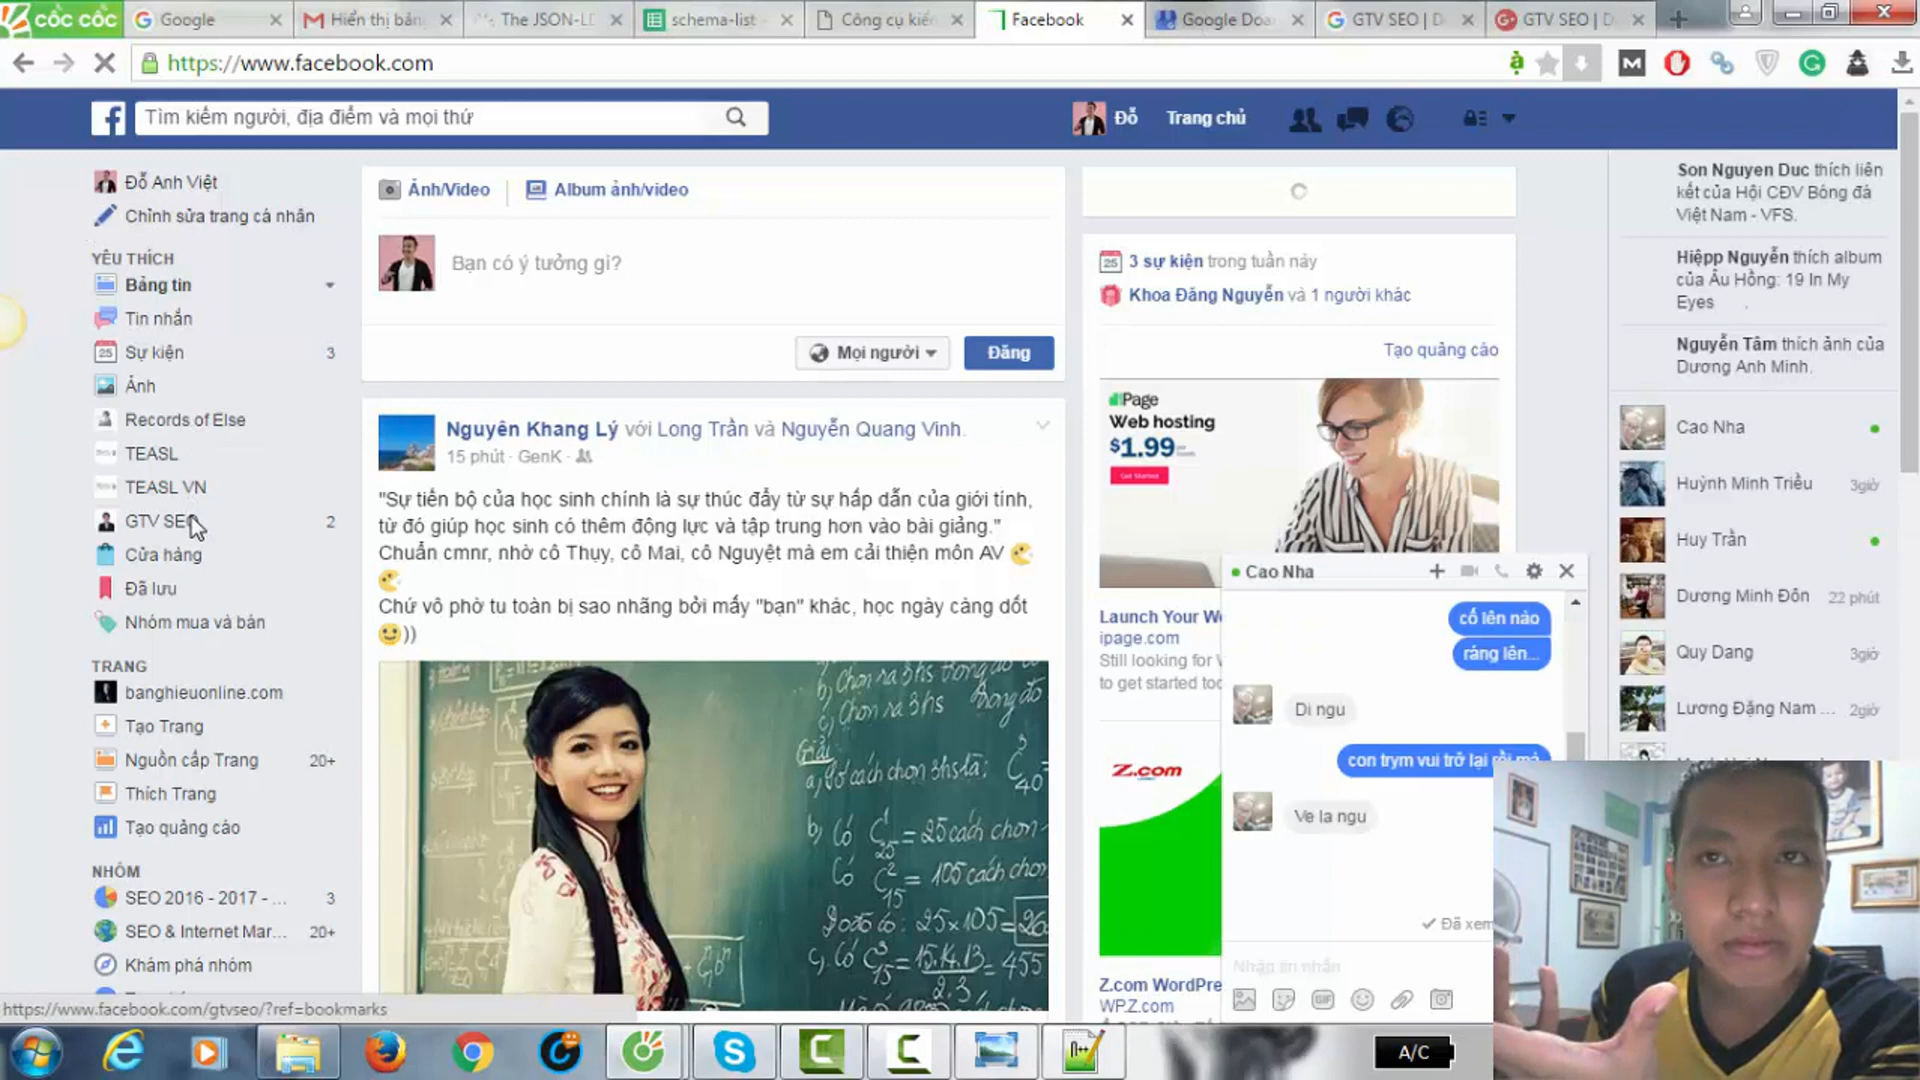 cốc cốc
Google
Hiển thị bản
The JSON-LD
schema-list
Công cụ kiểm
Facebook
Google Doa
GTV SEO | D
GTV SEO | D
https://www.facebook.com
Tìm kiếm người, địa điểm và mọi thứ
Đỗ
Trang chủ
Đỗ Anh Việt
Chỉnh sửa trang cá nhân
YÊU THÍCH
Bảng tin
Tin nhắn
Sự kiện 3
Ảnh
Records of Else
TEASL
TEASL VN
GTV SEO 2
Cửa hàng
Đã lưu
Nhóm mua và bán
TRANG
banghieuonline.com
Tạo Trang
Nguồn cấp Trang 20+
Thích Trang
Tạo quảng cáo
NHÓM
SEO 2016 - 2017 - ... 3
SEO & Internet Mar... 20+
Khám phá nhóm
https://www.facebook.com/gtvseo/?ref=bookmarks
Ảnh/Video
Album ảnh/video
Bạn có ý tưởng gì?
Mọi người
Đăng
Nguyên Khang Lý với Long Trần và Nguyễn Quang Vinh.
15 phút · GenK ·
"Sự tiến bộ của học sinh chính là sự thúc đẩy từ sự hấp dẫn của giới tính,
từ đó giúp học sinh có thêm động lực và tập trung hơn vào bài giảng."
Chuẩn cmnr, nhờ cô Thụy, cô Mai, cô Nguyệt mà em cải thiện môn AV
Chứ vô phờ tu toàn bị sao nhãng bởi mấy "bạn" khác, học ngày càng dốt
))
3 sự kiện trong tuần này
Khoa Đăng Nguyễn và 1 người khác
Tạo quảng cáo
iPage
Web hosting
$1.99
Get Started
Launch Your We
ipage.com
Still looking for
to get started too
Z.com
Z.com WordPre
WP.Z.com
Cao Nha
cố lên nào
ráng lên...
Di ngu
con trym vui trở lại rồi má
Ve la ngu
Đã xem
Nhập tin nhắn
Son Nguyen Duc thích liên
kết của Hội CĐV Bóng đá
Việt Nam - VFS.
Hiệpp Nguyễn thích album
của Âu Hồng: 19 In My
Eyes
Nguyễn Tâm thích ảnh của
Dương Anh Minh.
Cao Nha
Huỳnh Minh Triều 3giờ
Huy Trần
Dương Minh Đôn 22 phút
Quy Dang 3giờ
Lương Đặng Nam ... 2giờ
A/C